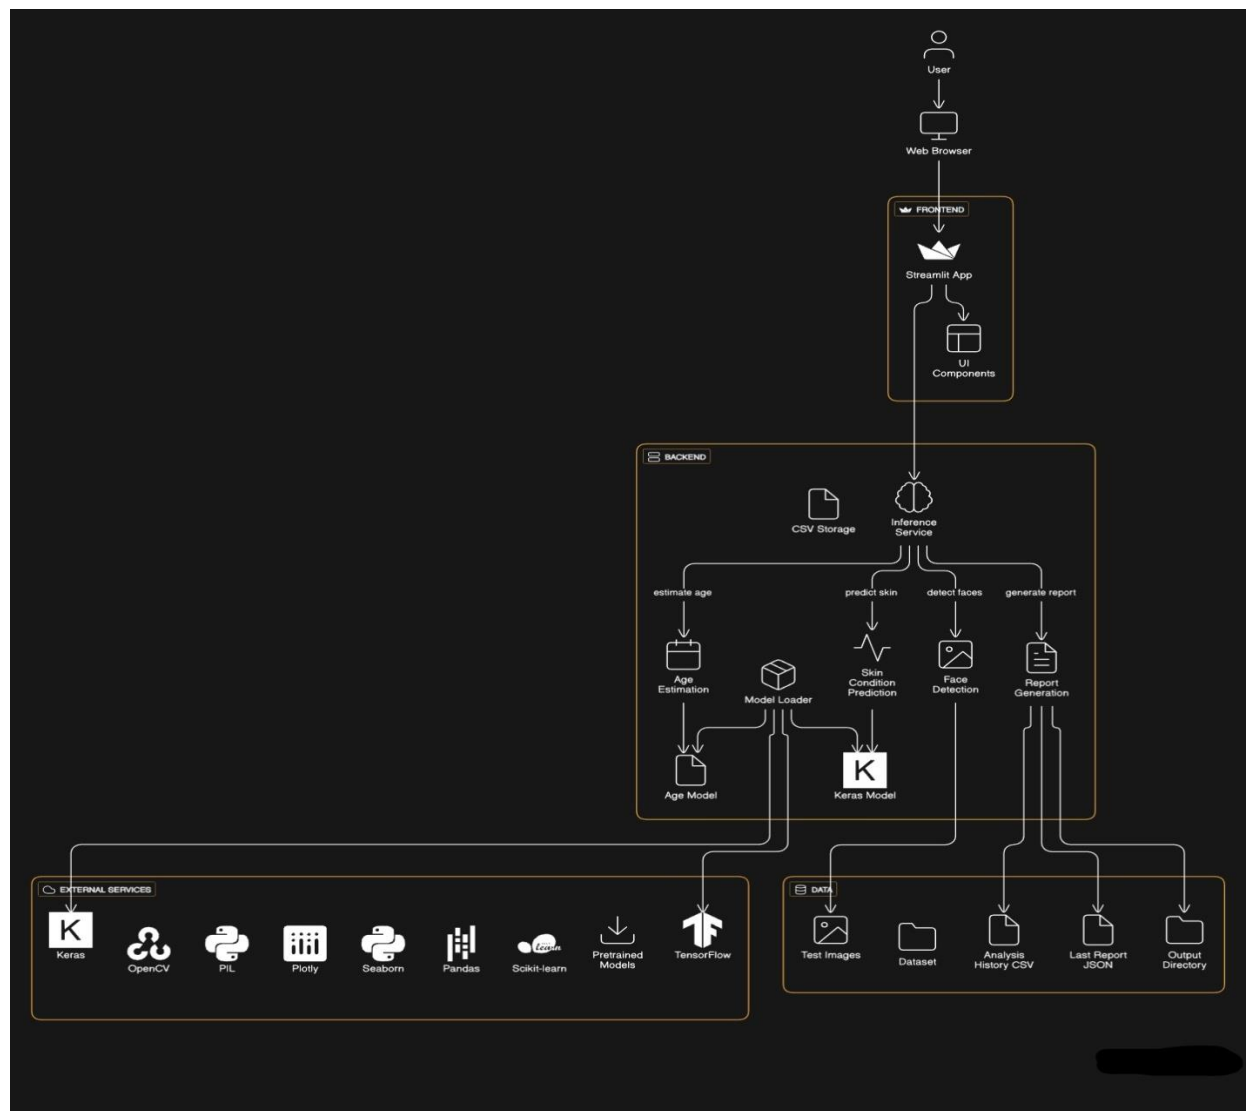 User
Web Browser
FRONTEND
Streamlit App
UI
Components
BACKEND
CSV Storage
Inference
Service
estimate age
predict skin
detect faces
generate report
Age
Estimation
Model Loader
Skin
Condition
Prediction
Face
Detection
Report
Generation
Age Model
K
Keras Model
EXTERNAL SERVICES
K
Keras
OpenCV
PIL
Plotly
Seaborn
Pandas
learn
Scikit-learn
Pretrained
Models
TensorFlow
DATA
Test Images
Dataset
Analysis
History CSV
Last Report
JSON
Output
Directory